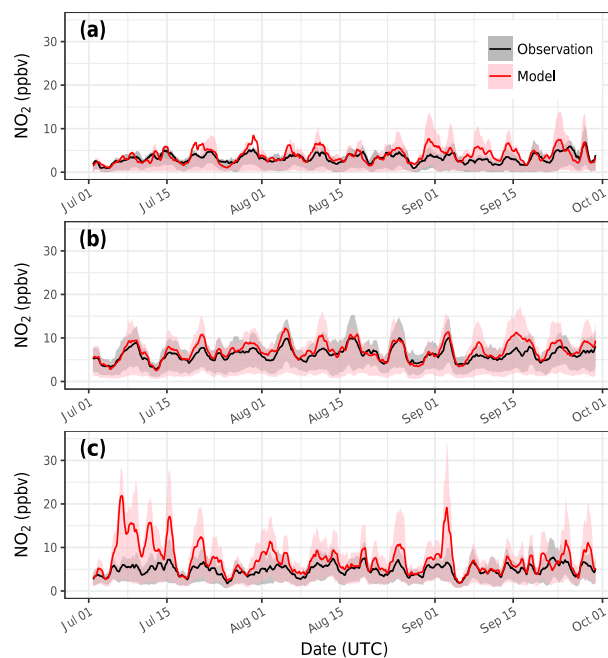 (a)
NO₂ (ppbv)
30
20
10
0
Observation
Model
Jul 01
Jul 15
Aug 01
Aug 15
Sep 01
Sep 15
Oct 01
(b)
NO₂ (ppbv)
30
20
10
0
Jul 01
Jul 15
Aug 01
Aug 15
Sep 01
Sep 15
Oct 01
(c)
NO₂ (ppbv)
30
20
10
0
Jul 01
Jul 15
Aug 01
Aug 15
Sep 01
Sep 15
Oct 01
Date (UTC)